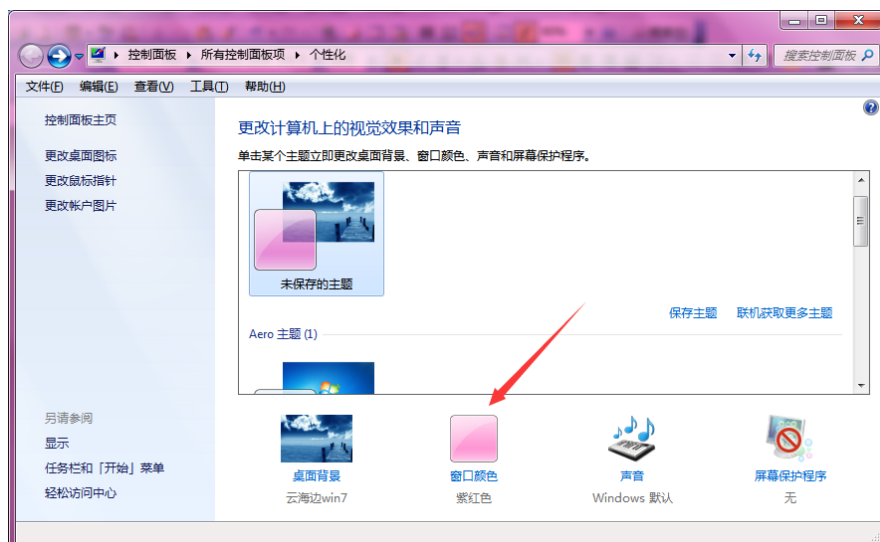 控制面板 ▸ 所有控制面板项 ▸ 个性化
搜索控制面板
文件(F) 编辑(E) 查看(V) 工具(T) 帮助(H)
控制面板主页
更改桌面图标
更改鼠标指针
更改帐户图片
更改计算机上的视觉效果和声音
单击某个主题立即更改桌面背景、窗口颜色、声音和屏幕保护程序。
未保存的主题
保存主题 联机获取更多主题
Aero 主题 (1)
另请参阅
显示
任务栏和「开始」菜单
轻松访问中心
桌面背景
云海边win7
窗口颜色
紫红色
声音
Windows 默认
屏幕保护程序
无